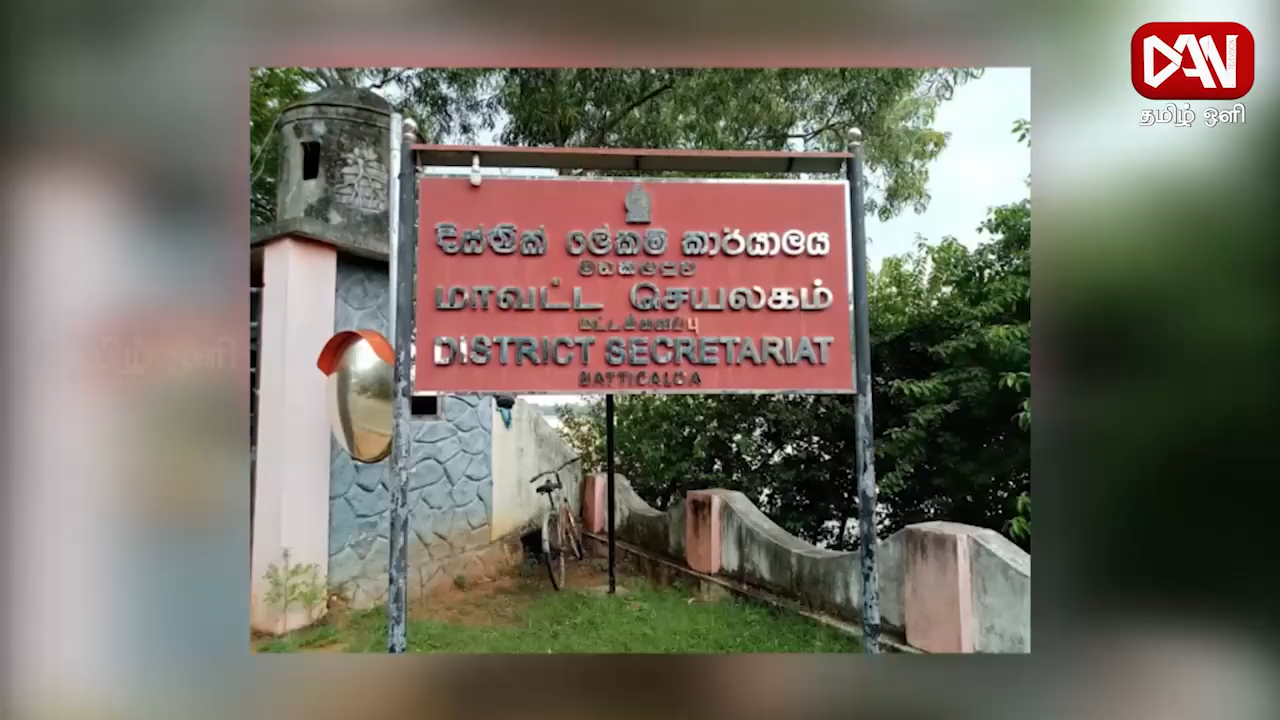 DAN
தமிழ் ஒளி
දිස්ත්‍රික් ලේකම් කාර්යාලය
මඩකලපුව
மாவட்ட செயலகம்
மட்டக்களப்பு
DISTRICT SECRETARIAT
BATTICALOA